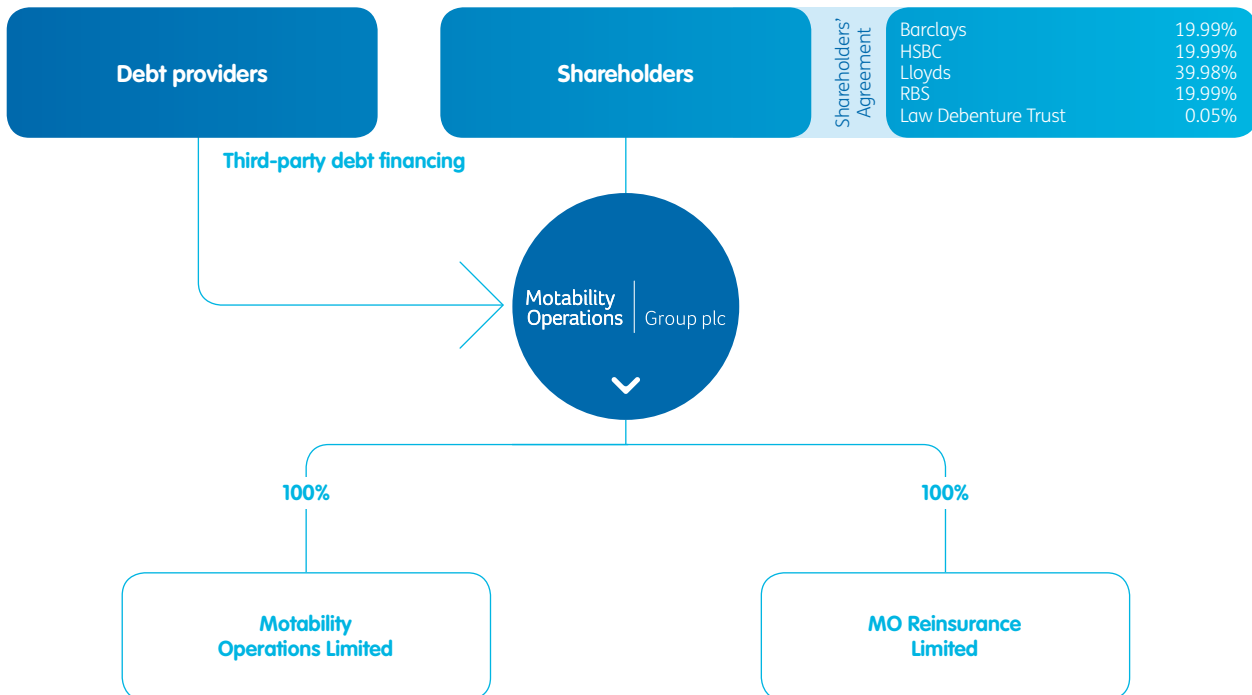 Debt providers
Shareholders
Shareholders'
Agreement
Barclays 19.99%
HSBC 19.99%
Lloyds 39.98%
RBS 19.99%
Law Debenture Trust 0.05%
Third-party debt financing
Motability
Operations
Group plc
100%
100%
Motability
Operations Limited
MO Reinsurance
Limited